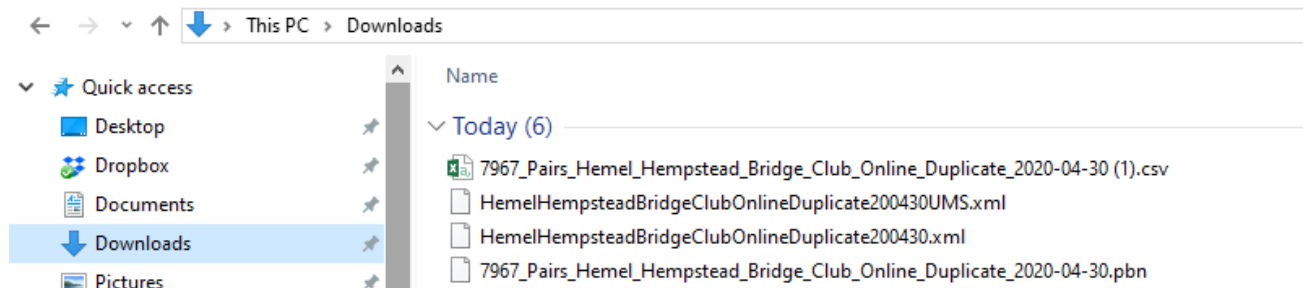 This PC > Downloads
Quick access
Desktop
Dropbox
Documents
Downloads
Pictures
Name
Today (6)
7967_Pairs_Hemel_Hempstead_Bridge_Club_Online_Duplicate_2020-04-30 (1).csv
HemelHempsteadBridgeClubOnlineDuplicate200430UMS.xml
HemelHempsteadBridgeClubOnlineDuplicate200430.xml
7967_Pairs_Hemel_Hempstead_Bridge_Club_Online_Duplicate_2020-04-30.pbn